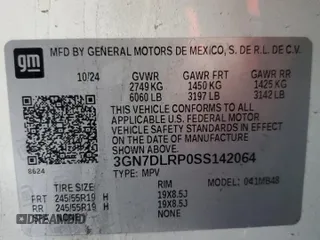 gm
MFD BY GENERAL MOTORS DE MEXICO, S. DE R.L. DE C.V.
10/24 GVWR GAWR FRT GAWR RR
2749 KG 1450 KG 1425 KG
6060 LB 3197 LB 3142 LB
THIS VEHICLE CONFORMS TO ALL
APPLICABLE U.S. FEDERAL MOTOR
VEHICLE SAFETY STANDARDS IN
EFFECT ON THE DATE OF
MANUFACTURE SHOWN ABOVE.
3GN7DLRP0SS142064
8624 TYPE: MPV
MODEL: 041MB48
TIRE SIZE RIM
FRT 245/55R19 H 19X8.5J
RR 245/55R19 H 19X8.5J
SP NONE NONE